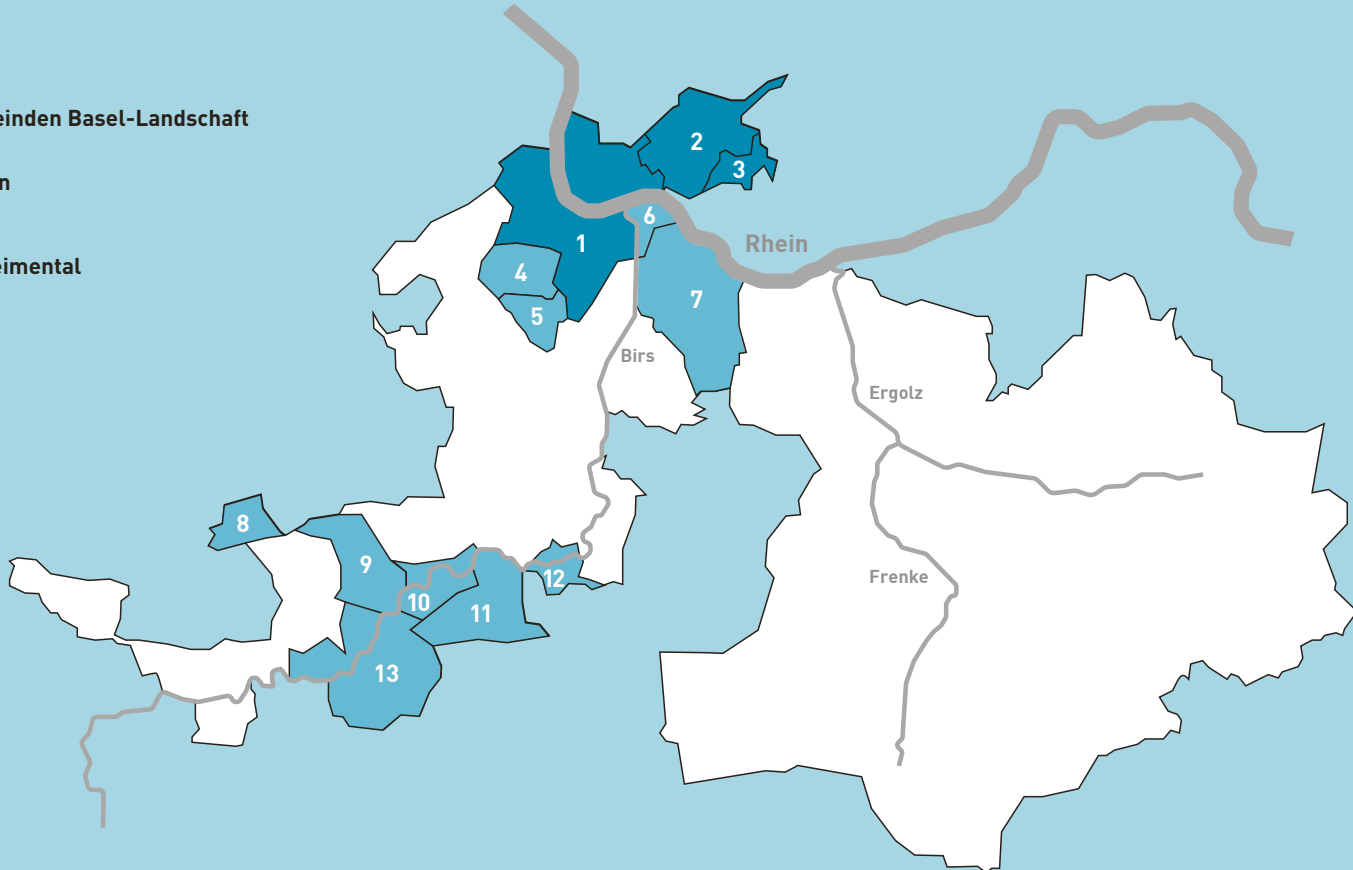 einden Basel-Landschaft
n
eimental
2
3
6
1
Rhein
4
7
5
Birs
Ergolz
8
9
Frenke
12
10
11
13